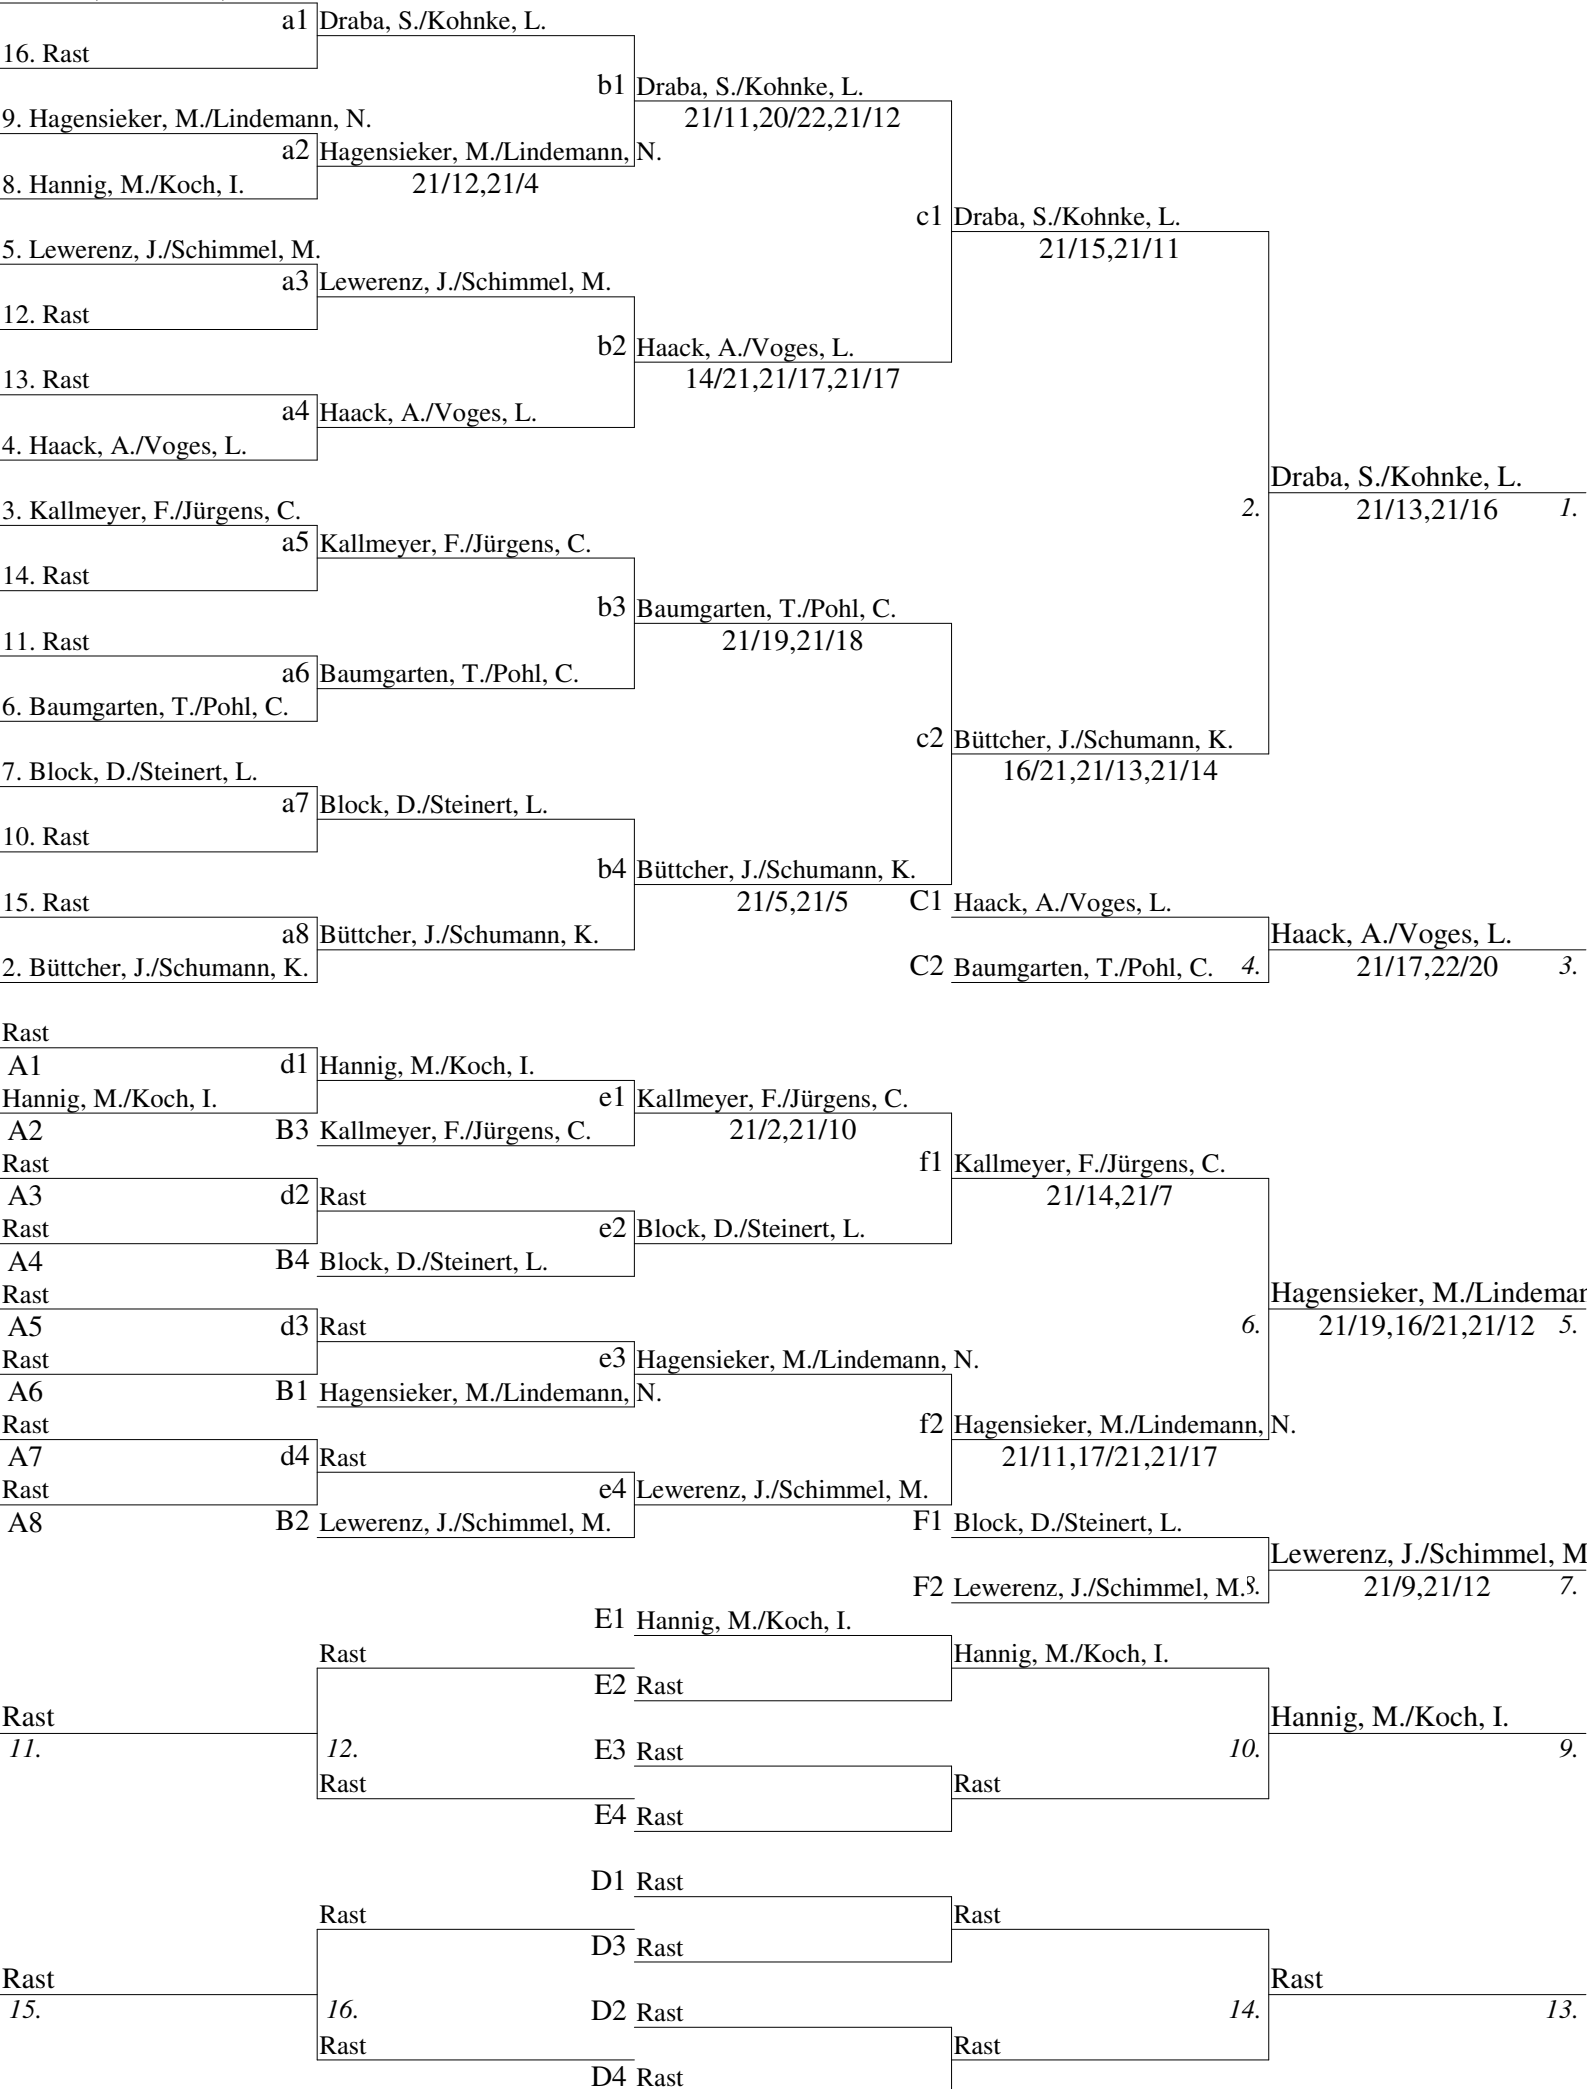 a1 Draba, S./Kohnke, L.
16. Rast
b1 Draba, S./Kohnke, L.
9. Hagensieker, M./Lindemann, N.
21/11,20/22,21/12
a2 Hagensieker, M./Lindemann, N.
8. Hannig, M./Koch, I.
21/12,21/4
c1 Draba, S./Kohnke, L.
5. Lewerenz, J./Schimmel, M.
21/15,21/11
a3 Lewerenz, J./Schimmel, M.
12. Rast
b2 Haack, A./Voges, L.
13. Rast
14/21,21/17,21/17
a4 Haack, A./Voges, L.
4. Haack, A./Voges, L.
Draba, S./Kohnke, L.
3. Kallmeyer, F./Jürgens, C.
2. 21/13,21/16 1.
a5 Kallmeyer, F./Jürgens, C.
14. Rast
b3 Baumgarten, T./Pohl, C.
11. Rast
21/19,21/18
a6 Baumgarten, T./Pohl, C.
6. Baumgarten, T./Pohl, C.
c2 Büttcher, J./Schumann, K.
7. Block, D./Steinert, L.
16/21,21/13,21/14
a7 Block, D./Steinert, L.
10. Rast
b4 Büttcher, J./Schumann, K.
15. Rast
21/5,21/5
C1 Haack, A./Voges, L.
a8 Büttcher, J./Schumann, K.
Haack, A./Voges, L.
2. Büttcher, J./Schumann, K.
C2 Baumgarten, T./Pohl, C. 4.
21/17,22/20 3.
Rast
A1 d1 Hannig, M./Koch, I.
Hannig, M./Koch, I.
e1 Kallmeyer, F./Jürgens, C.
A2 B3 Kallmeyer, F./Jürgens, C.
21/2,21/10
Rast
f1 Kallmeyer, F./Jürgens, C.
A3 d2 Rast
21/14,21/7
Rast
e2 Block, D./Steinert, L.
A4 B4 Block, D./Steinert, L.
Rast
Hagensieker, M./Lindemar
A5 d3 Rast
6. 21/19,16/21,21/12 5.
Rast
e3 Hagensieker, M./Lindemann, N.
A6 B1 Hagensieker, M./Lindemann, N.
Rast
f2 Hagensieker, M./Lindemann, N.
A7 d4 Rast
21/11,17/21,21/17
Rast
e4 Lewerenz, J./Schimmel, M.
A8 B2 Lewerenz, J./Schimmel, M.
F1 Block, D./Steinert, L.
Lewerenz, J./Schimmel, M
F2 Lewerenz, J./Schimmel, M.
21/9,21/12 7.
E1 Hannig, M./Koch, I.
Rast
Hannig, M./Koch, I.
E2 Rast
Rast
Hannig, M./Koch, I.
11. 12.
E3 Rast
10. 9.
Rast
Rast
E4 Rast
D1 Rast
Rast
Rast
D3 Rast
Rast
Rast
15. 16.
D2 Rast
14. 13.
Rast
Rast
D4 Rast